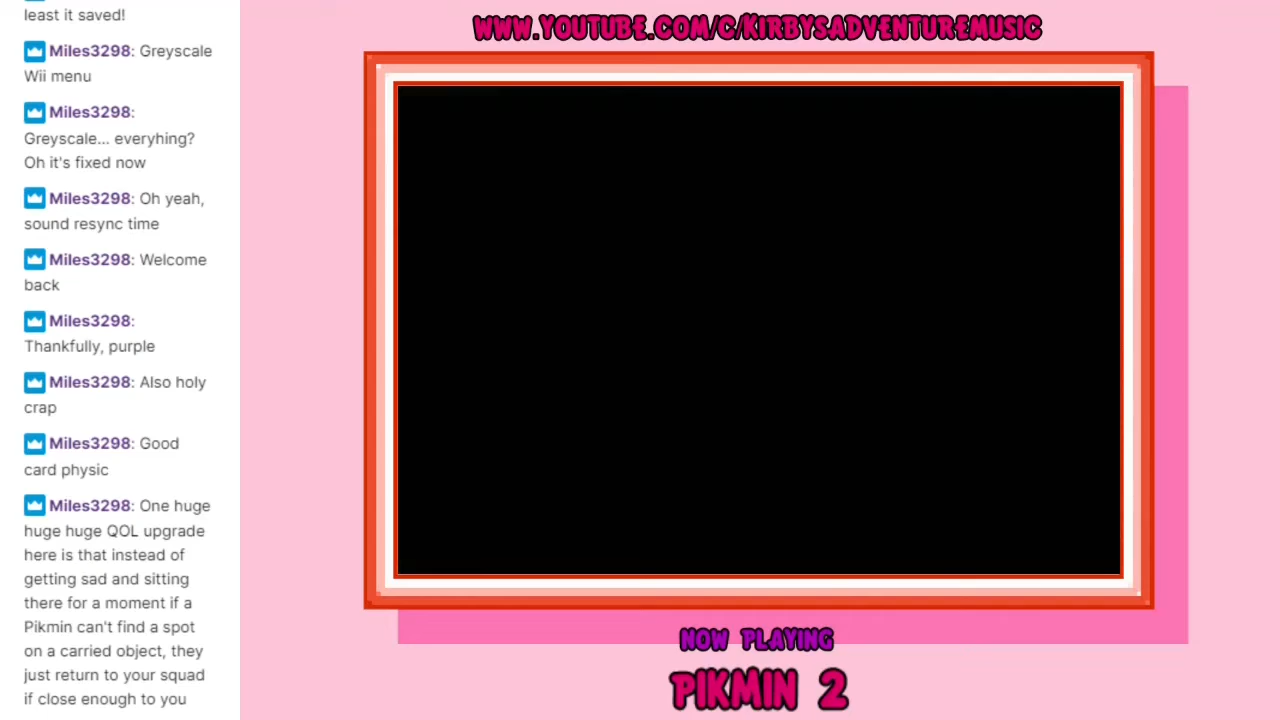 least it saved!
Miles3298: Greyscale
Wii menu
Miles3298:
Greyscale... everyhing?
Oh it's fixed now
Miles3298: Oh yeah,
sound resync time
Miles3298: Welcome
back
Miles3298:
Thankfully, purple
Miles3298: Also holy
crap
Miles3298: Good
card physic
Miles3298: One huge
huge huge QOL upgrade
here is that instead of
getting sad and sitting
there for a moment if a
Pikmin can't find a spot
on a carried object, they
just return to your squad
if close enough to you
www.YouTube.com/c/KirbysAdventureMusic
NOW PLAYING
PIKMIN 2